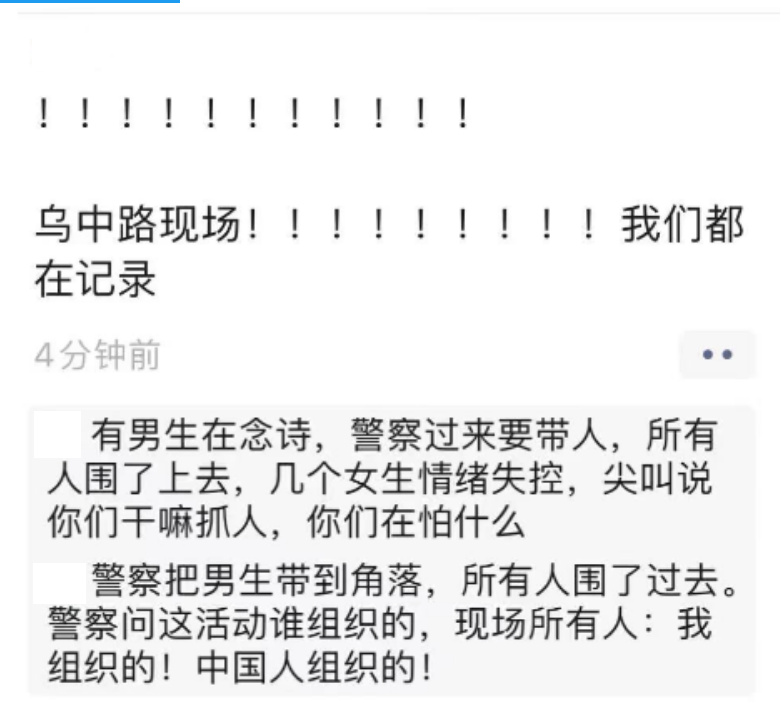 ！！！！！！！！！！！
乌中路现场！！！！！！！！！我们都
在记录
4分钟前
有男生在念诗，警察过来要带人，所有
人围了上去，几个女生情绪失控，尖叫说
你们干嘛抓人，你们在怕什么
警察把男生带到角落，所有人围了过去。
警察问这活动谁组织的，现场所有人：我
组织的！中国人组织的！